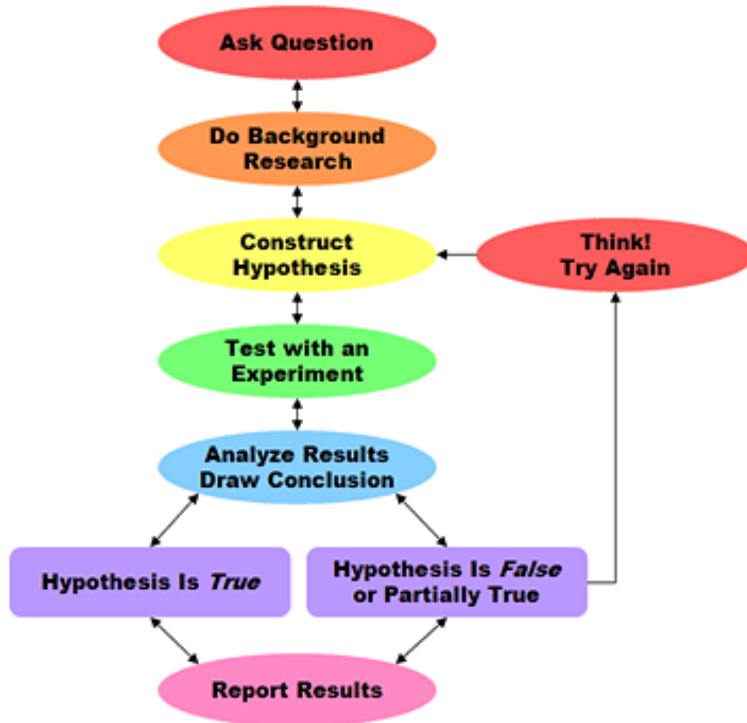 Ask Question
Do Background
Research
Construct
Hypothesis
Think!
Try Again
Test with an
Experiment
Analyze Results
Draw Conclusion
Hypothesis Is True
Hypothesis Is False
or Partially True
Report Results